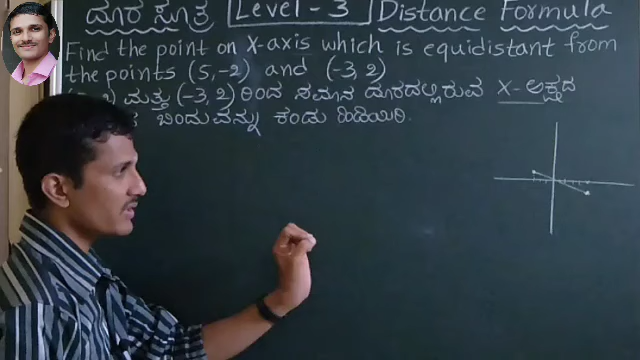 ದೂರ ಸೂತ್ರ Level-3 Distance Formula
Find the point on X-axis which is equidistant from
the points (5,-2) and (-3, 2)
ಮತ್ತು (-3, 2) ರಿಂದ ಸಮಾನ ದೂರದಲ್ಲಿರುವ X-ಅಕ್ಷದ
ಬಿಂದುವನ್ನು ಕಂಡು ಹಿಡಿಯಿರಿ.